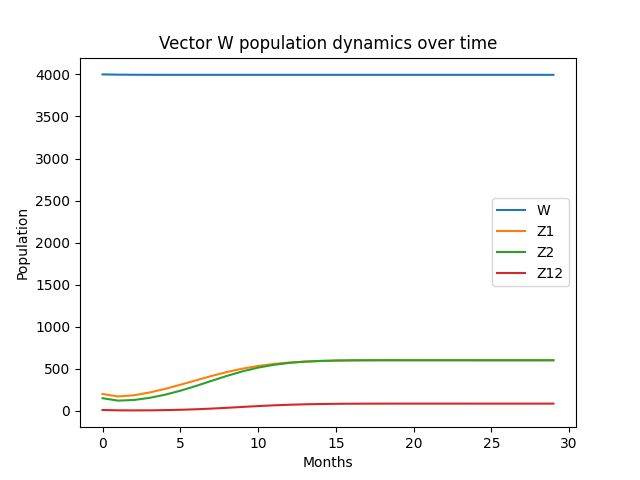 Vector W population dynamics over time
Population
4000
3500
3000
2500
2000
1500
1000
500
0
W
Z1
Z2
Z12
0 5 10 15 20 25 30
Months